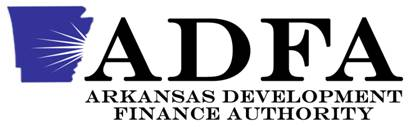 ADFA
ARKANSAS DEVELOPMENT
FINANCE AUTHORITY